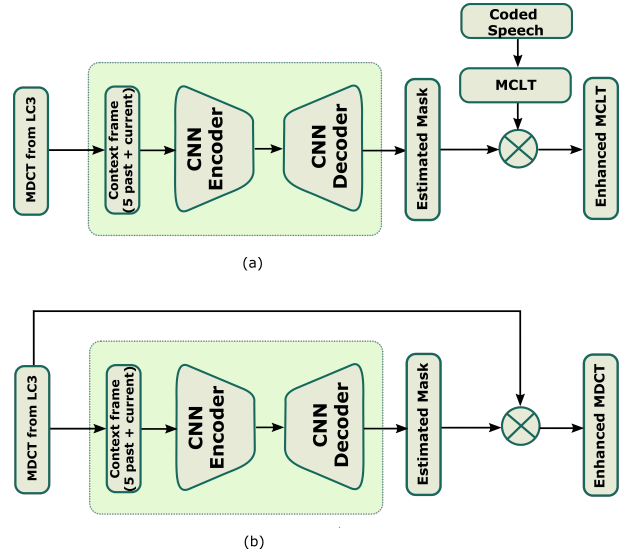 Coded
Speech
MCLT
MDCT from LC3
Context frame
(5 past + current)
CNN
Encoder
CNN
Decoder
Estimated Mask
Enhanced MCLT
(a)
MDCT from LC3
Context frame
(5 past + current)
CNN
Encoder
CNN
Decoder
Estimated Mask
Enhanced MDCT
(b)